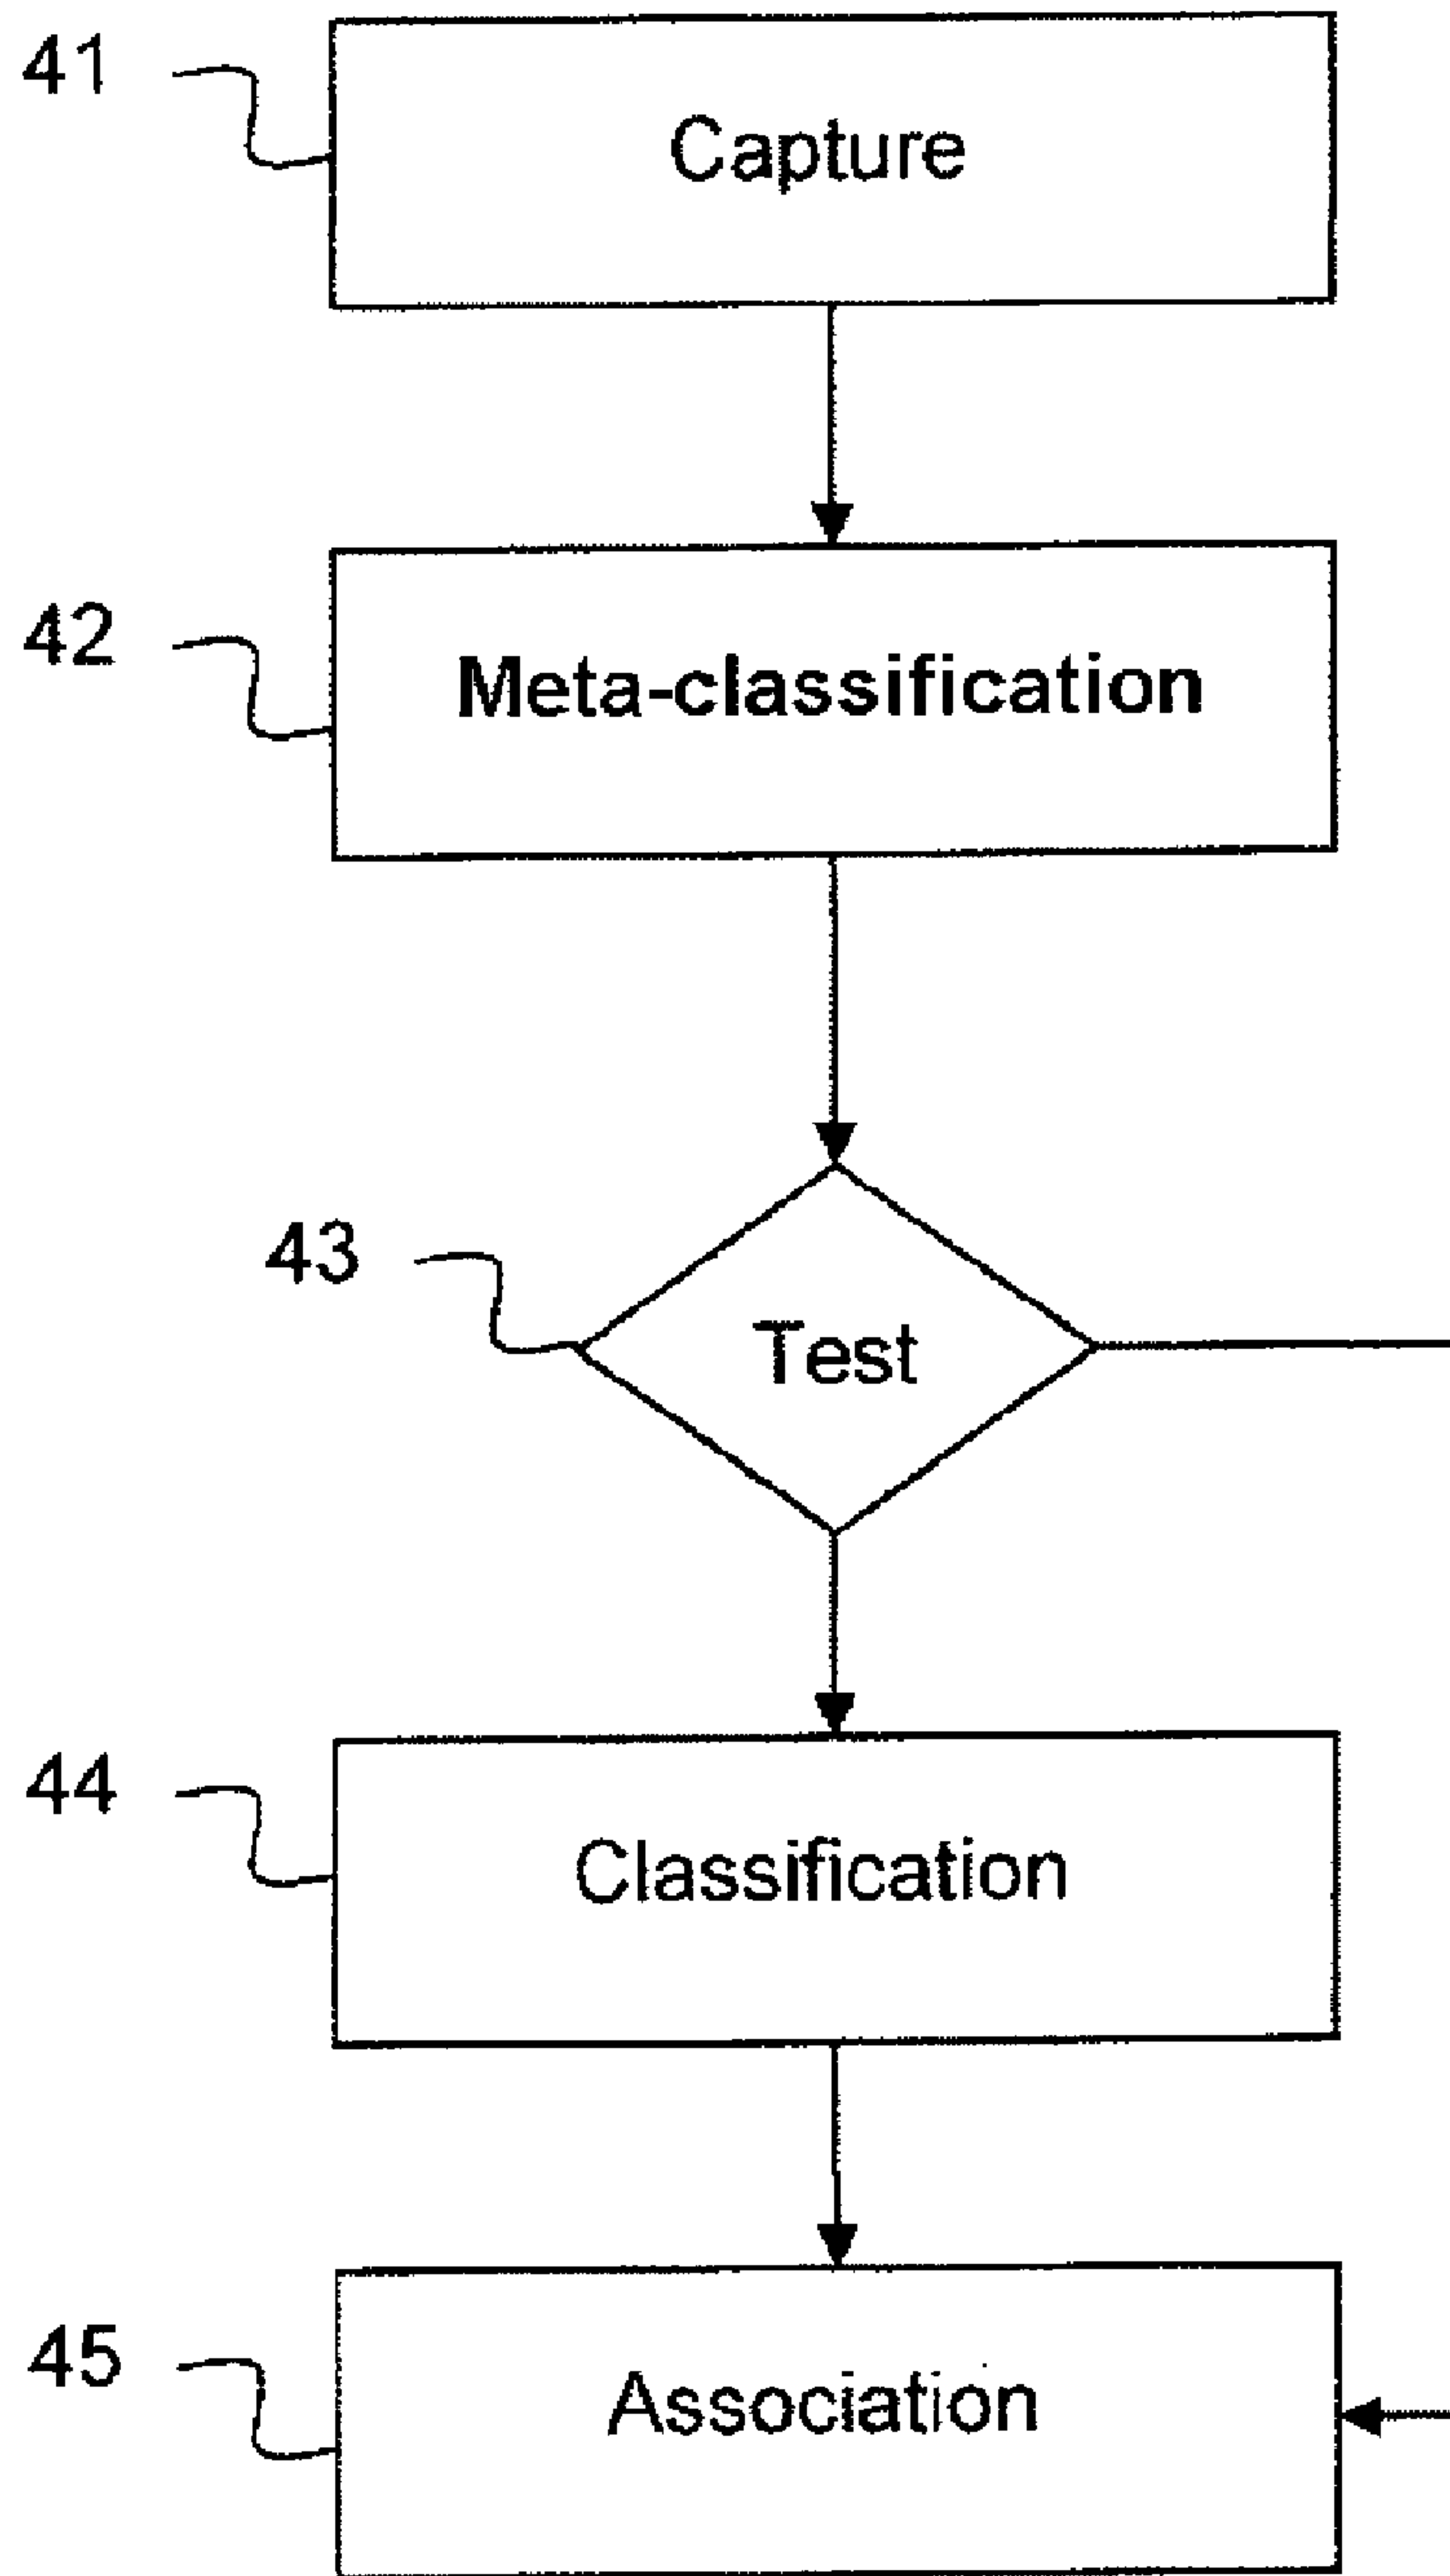 41
Capture
42
Meta-classification
43
Test
44
Classification
45
Association